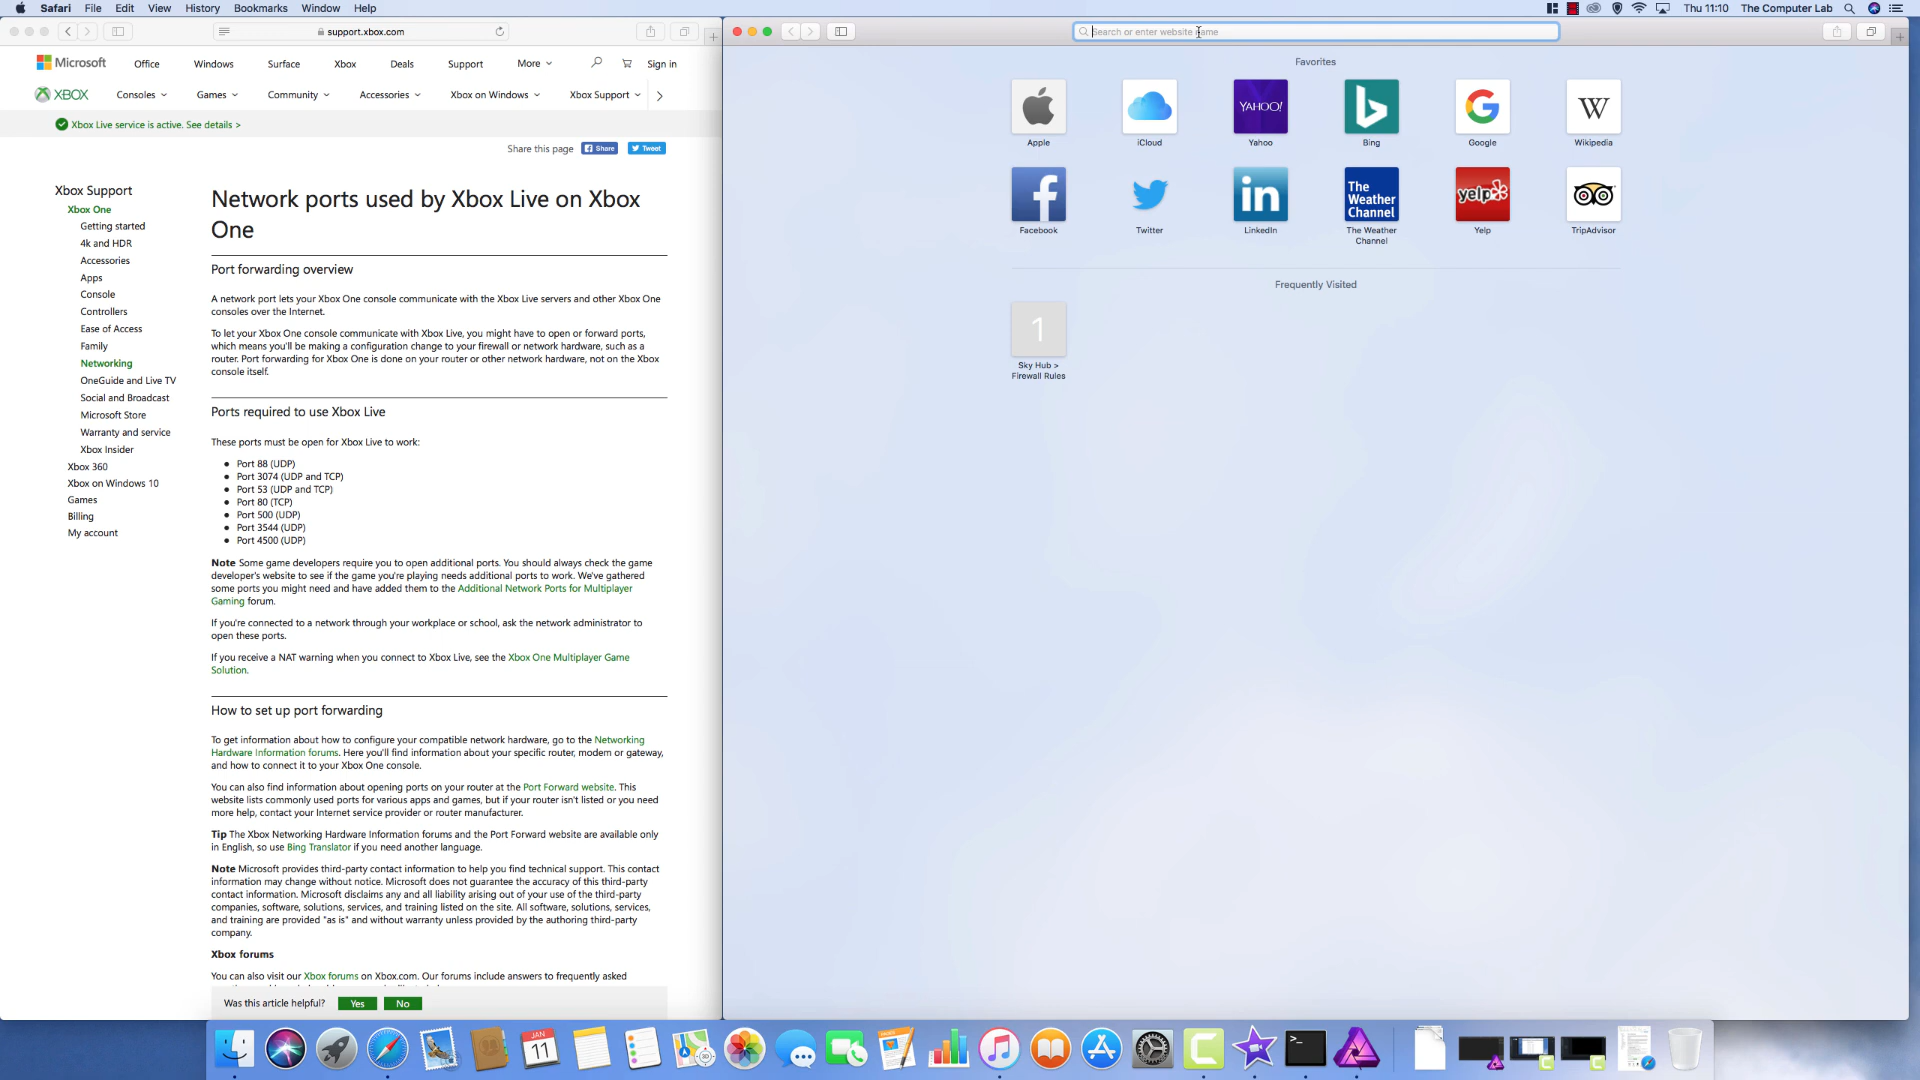 Safari File Edit View History Bookmarks Window Help
Thu 11:10 The Computer Lab
support.xbox.com
Microsoft Office Windows Surface Xbox Deals Support More Sign in
XBOX Consoles Games Community Accessories Xbox on Windows Xbox Support
Xbox Live service is active. See details >
Share this page Share Tweet
Xbox Support
Xbox One
Getting started
4k and HDR
Accessories
Apps
Console
Controllers
Ease of Access
Family
Networking
OneGuide and Live TV
Social and Broadcast
Microsoft Store
Warranty and service
Xbox Insider
Xbox 360
Xbox on Windows 10
Games
Billing
My account
Network ports used by Xbox Live on Xbox
One
Port forwarding overview
A network port lets your Xbox One console communicate with the Xbox Live servers and other Xbox One
consoles over the Internet.
To let your Xbox One console communicate with Xbox Live, you might have to open or forward ports,
which means you'll be making a configuration change to your firewall or network hardware, such as a
router. Port forwarding for Xbox One is done on your router or other network hardware, not on the Xbox
console itself.
Ports required to use Xbox Live
These ports must be open for Xbox Live to work:
● Port 88 (UDP)
● Port 3074 (UDP and TCP)
● Port 53 (UDP and TCP)
● Port 80 (TCP)
● Port 500 (UDP)
● Port 3544 (UDP)
● Port 4500 (UDP)
Note Some game developers require you to open additional ports. You should always check the game
developer's website to see if the game you're playing needs additional ports to work. We've gathered
some ports you might need and have added them to the Additional Network Ports for Multiplayer
Gaming forum.
If you're connected to a network through your workplace or school, ask the network administrator to
open these ports.
If you receive a NAT warning when you connect to Xbox Live, see the Xbox One Multiplayer Game
Solution.
How to set up port forwarding
To get information about how to configure your compatible network hardware, go to the Networking
Hardware Information forums. Here you'll find information about your specific router, modem or gateway,
and how to connect it to your Xbox One console.
You can also find information about opening ports on your router at the Port Forward website. This
website lists commonly used ports for various apps and games, but if your router isn't listed or you need
more help, contact your Internet service provider or router manufacturer.
Tip The Xbox Networking Hardware Information forums and the Port Forward website are available only
in English, so use Bing Translator if you need another language.
Note Microsoft provides third-party contact information to help you find technical support. This contact
information may change without notice. Microsoft does not guarantee the accuracy of this third-party
contact information. Microsoft disclaims any and all liability arising out of your use of the third-party
companies, software, solutions, services, and training listed on the site. All software, solutions, services,
and training are provided "as is" and without warranty unless provided by the authoring third-party
company.
Xbox forums
You can also visit our Xbox forums on Xbox.com. Our forums include answers to frequently asked
Was this article helpful? Yes No
Search or enter website name
Favorites
YAHOO!
Apple iCloud Yahoo Bing Google Wikipedia
The
Weather
Channel
yelp
Facebook Twitter LinkedIn The Weather Yelp TripAdvisor
Channel
Frequently Visited
1
Sky Hub >
Firewall Rules
JAN
11